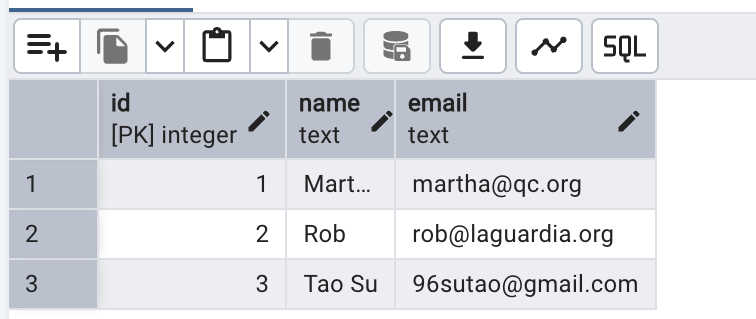 SQL
id name email
[PK] integer text text
1 1 Mart... martha@qc.org
2 2 Rob rob@laguardia.org
3 3 Tao Su 96sutao@gmail.com